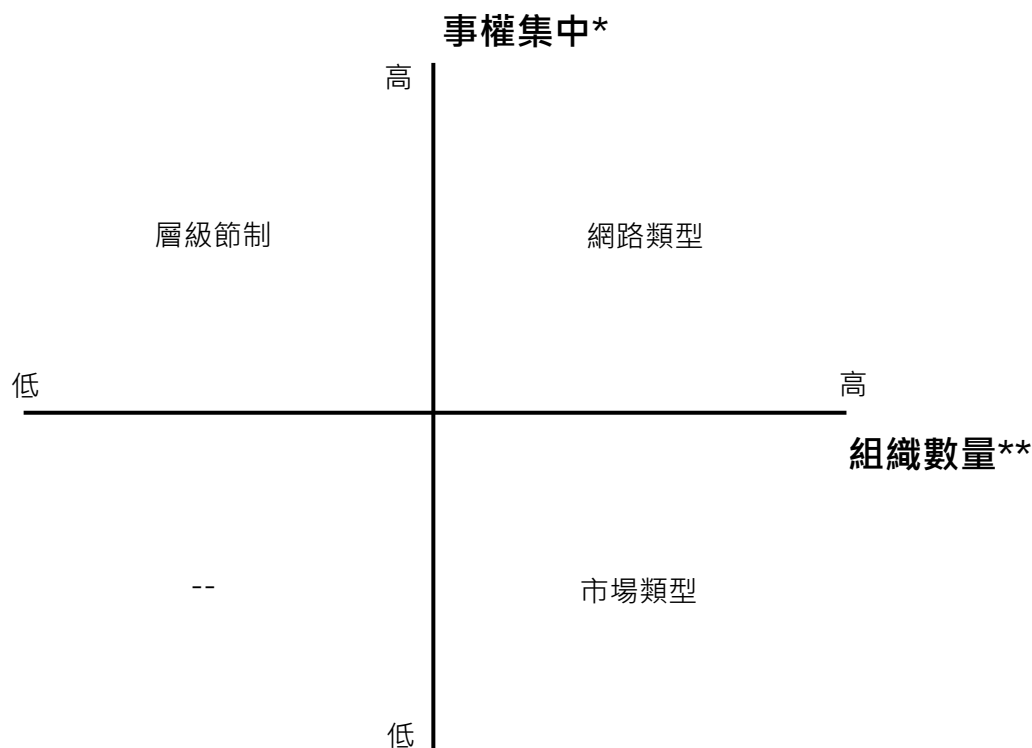 事權集中*
高
層級節制
網路類型
低
高
組織數量**
--
市場類型
低